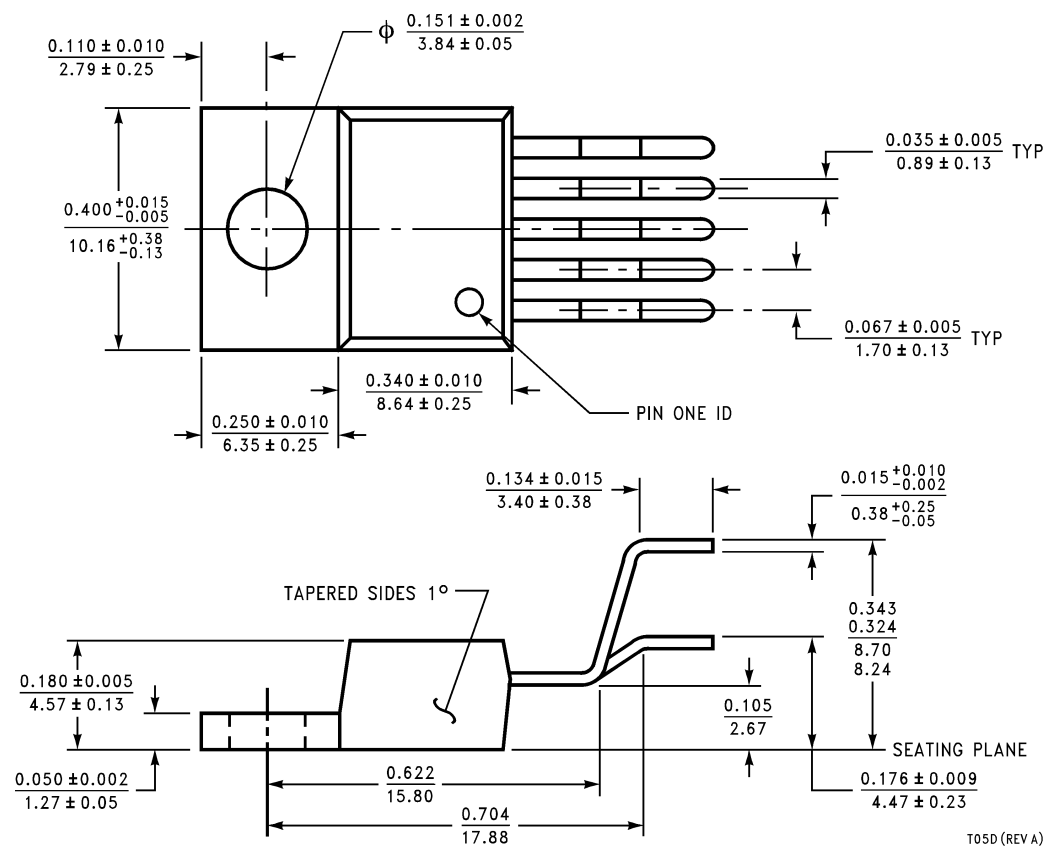 ϕ 0.151 ± 0.002
3.84 ± 0.05
0.110 ± 0.010
2.79 ± 0.25
0.035 ± 0.005
0.89 ± 0.13
TYP
0.400 +0.015 -0.005
10.16 +0.38 -0.13
0.067 ± 0.005
1.70 ± 0.13
TYP
0.340 ± 0.010
8.64 ± 0.25
PIN ONE ID
0.250 ± 0.010
6.35 ± 0.25
0.134 ± 0.015
3.40 ± 0.38
0.015 +0.010 -0.002
0.38 +0.25 -0.05
TAPERED SIDES 1°
0.343
0.324
8.70
8.24
0.180 ± 0.005
4.57 ± 0.13
0.105
2.67
SEATING PLANE
0.050 ±0.002
1.27 ± 0.05
0.622
15.80
0.176 ± 0.009
4.47 ± 0.23
0.704
17.88
T05D (REV A)